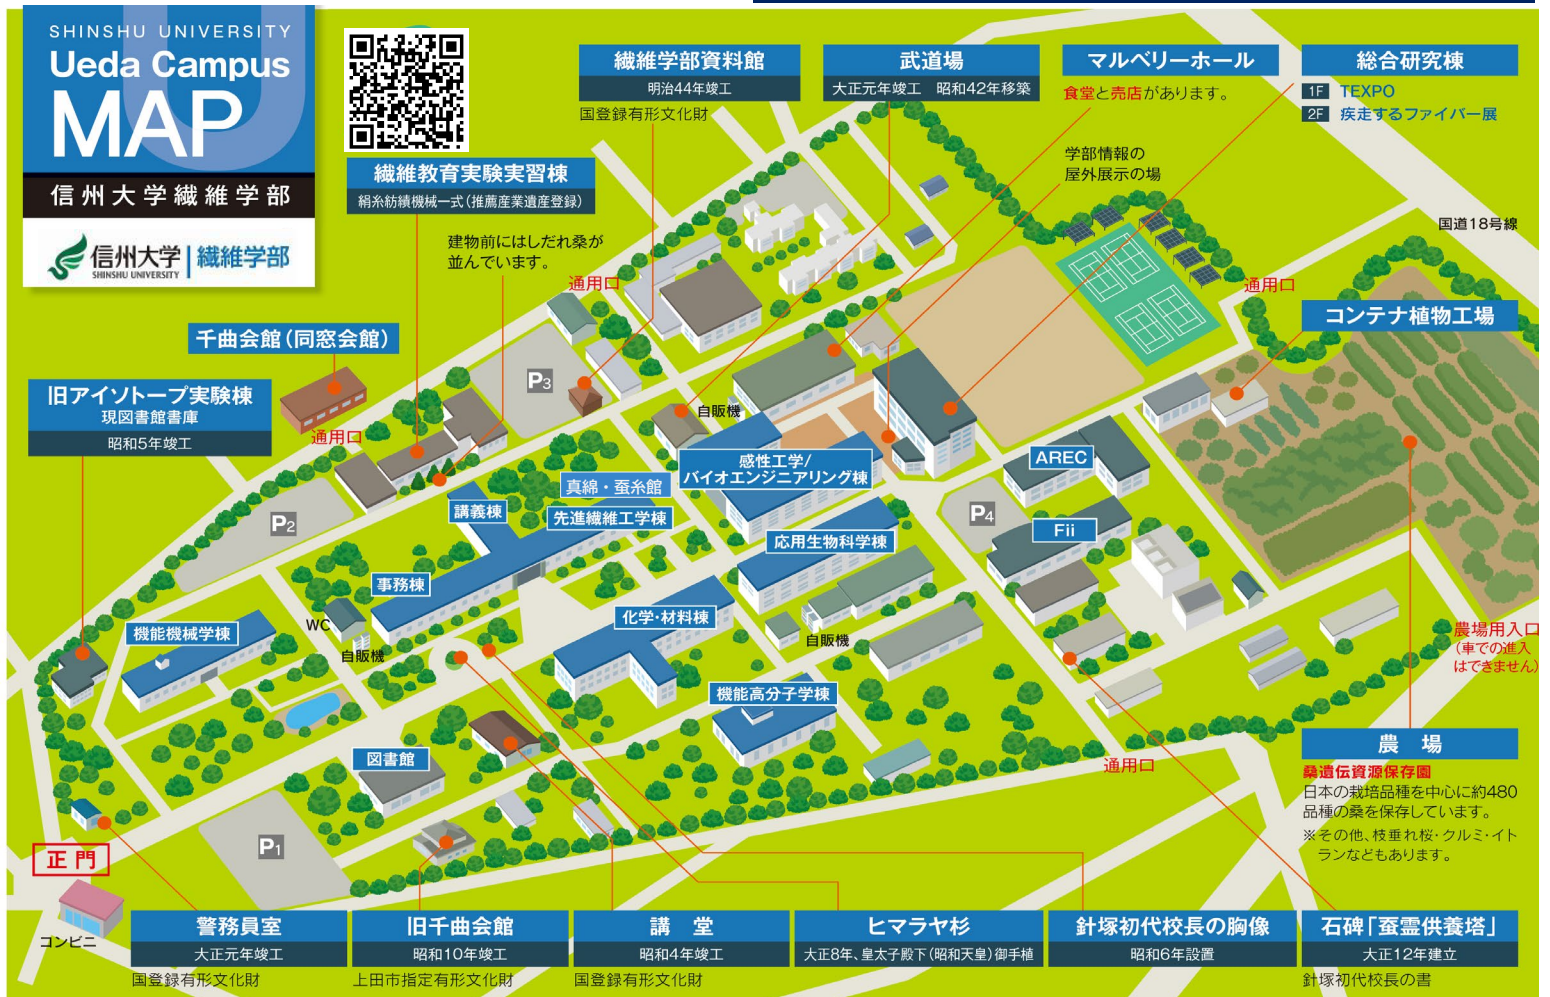 SHINSHU UNIVERSITY
Ueda Campus
MAP
信州大学繊維学部
信州大学 繊維学部
SHINSHU UNIVERSITY
繊維学部資料館
明治44年竣工
国登録有形文化財
武道場
大正元年竣工 昭和42年移築
マルベリーホール
食堂と売店があります。
総合研究棟
1F TEXPO
2F 疾走するファイバー展
学部情報の
屋外展示の場
繊維教育実験実習棟
絹糸紡績機械一式(推薦産業遺産登録)
建物前にはしだれ桑が
並んでいます。
通用口
国道18号線
通用口
コンテナ植物工場
千曲会館(同窓会館)
旧アイソトープ実験棟
現図書館書庫
昭和5年竣工
通用口
P3
自販機
感性工学/
バイオエンジニアリング棟
AREC
真綿・蚕糸館
講義棟
先進繊維工学棟
P2
P4
Fii
応用生物科学棟
事務棟
化学・材料棟
WC
自販機
機能機械学棟
自販機
農場用入口
(車での進入
はできません)
機能高分子学棟
図書館
通用口
農 場
桑遺伝資源保存園
日本の栽培品種を中心に約480
品種の桑を保存しています。
※その他、枝垂れ桜・クルミ・イト
ランなどもあります。
P1
正門
コンビニ
警務員室
大正元年竣工
国登録有形文化財
旧千曲会館
昭和10年竣工
上田市指定有形文化財
講 堂
昭和4年竣工
国登録有形文化財
ヒマラヤ杉
大正8年、皇太子殿下(昭和天皇)御手植
針塚初代校長の胸像
昭和6年設置
石碑「蚕霊供養塔」
大正12年建立
針塚初代校長の書